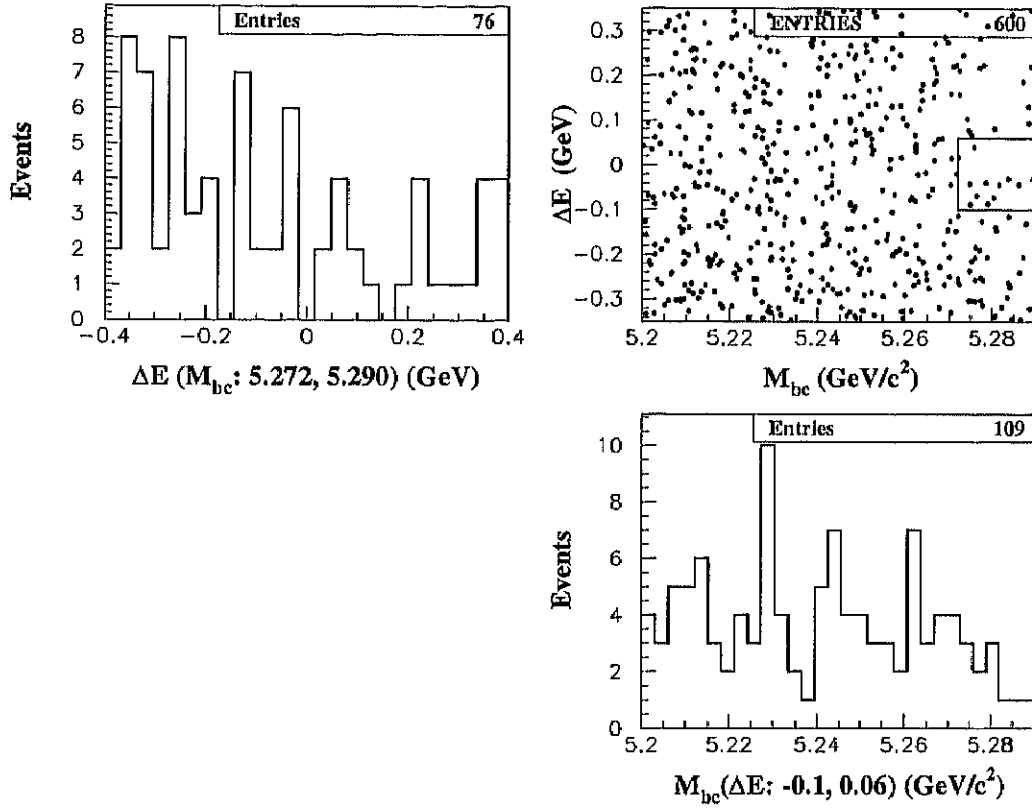 Entries 76
8
7
6
5
4
3
2
1
0
Events
−0.4 −0.2 0 0.2 0.4
ΔE (M_bc: 5.272, 5.290) (GeV)
ENTRIES 600
0.3
0.2
0.1
0
−0.1
−0.2
−0.3
ΔE (GeV)
5.2 5.22 5.24 5.26 5.28
M_bc (GeV/c²)
Entries 109
10
8
6
4
2
0
Events
5.2 5.22 5.24 5.26 5.28
M_bc(ΔE: -0.1, 0.06) (GeV/c²)